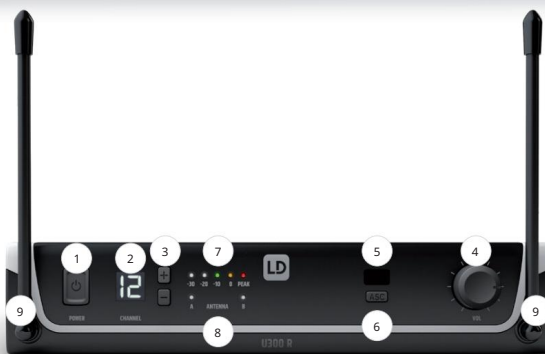 1
2
3
7
5
4
12
+
-30 -20 -10 0 PEAK
LD
−
ASC
A ANTENNA B
9
POWER
CHANNEL
8
6
VOL
9
U300 R